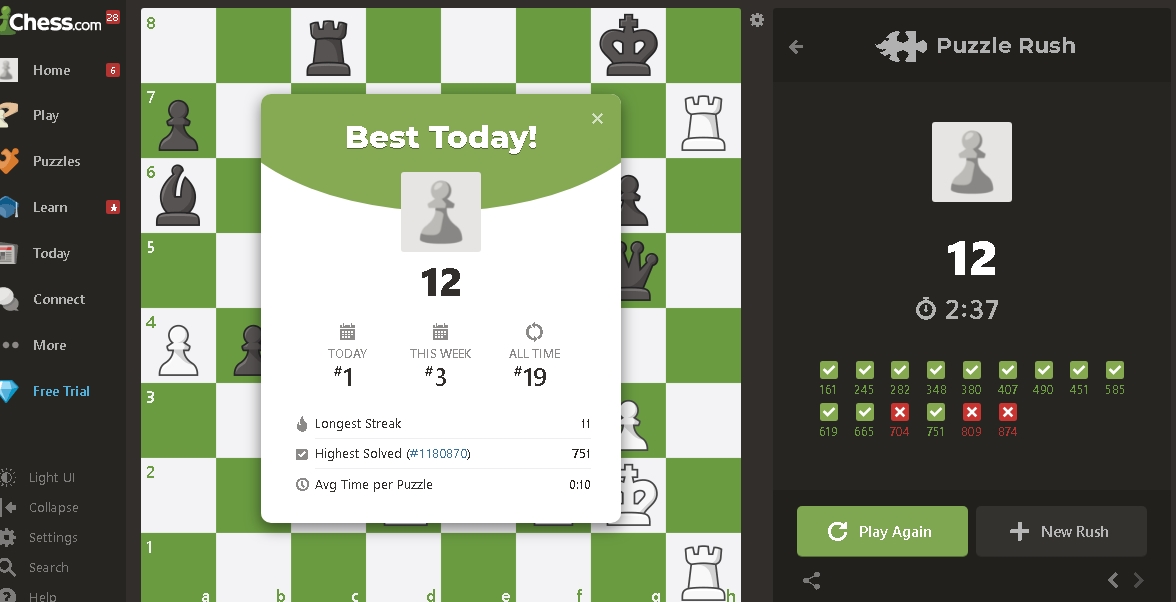 Chess.com 28
Home 6
Play
Puzzles
Learn
Today
Connect
More
Free Trial
Light UI
Collapse
Settings
Search
Help
8
7
6
5
4
3
2
1
a b c d e f g h
Best Today!
×
12
TODAY THIS WEEK ALL TIME
#1 #3 #19
Longest Streak 11
Highest Solved (#1180870) 751
Avg Time per Puzzle 0:10
Puzzle Rush
12
2:37
161 245 282 348 380 407 490 451 585
619 665 704 751 809 874
Play Again
New Rush